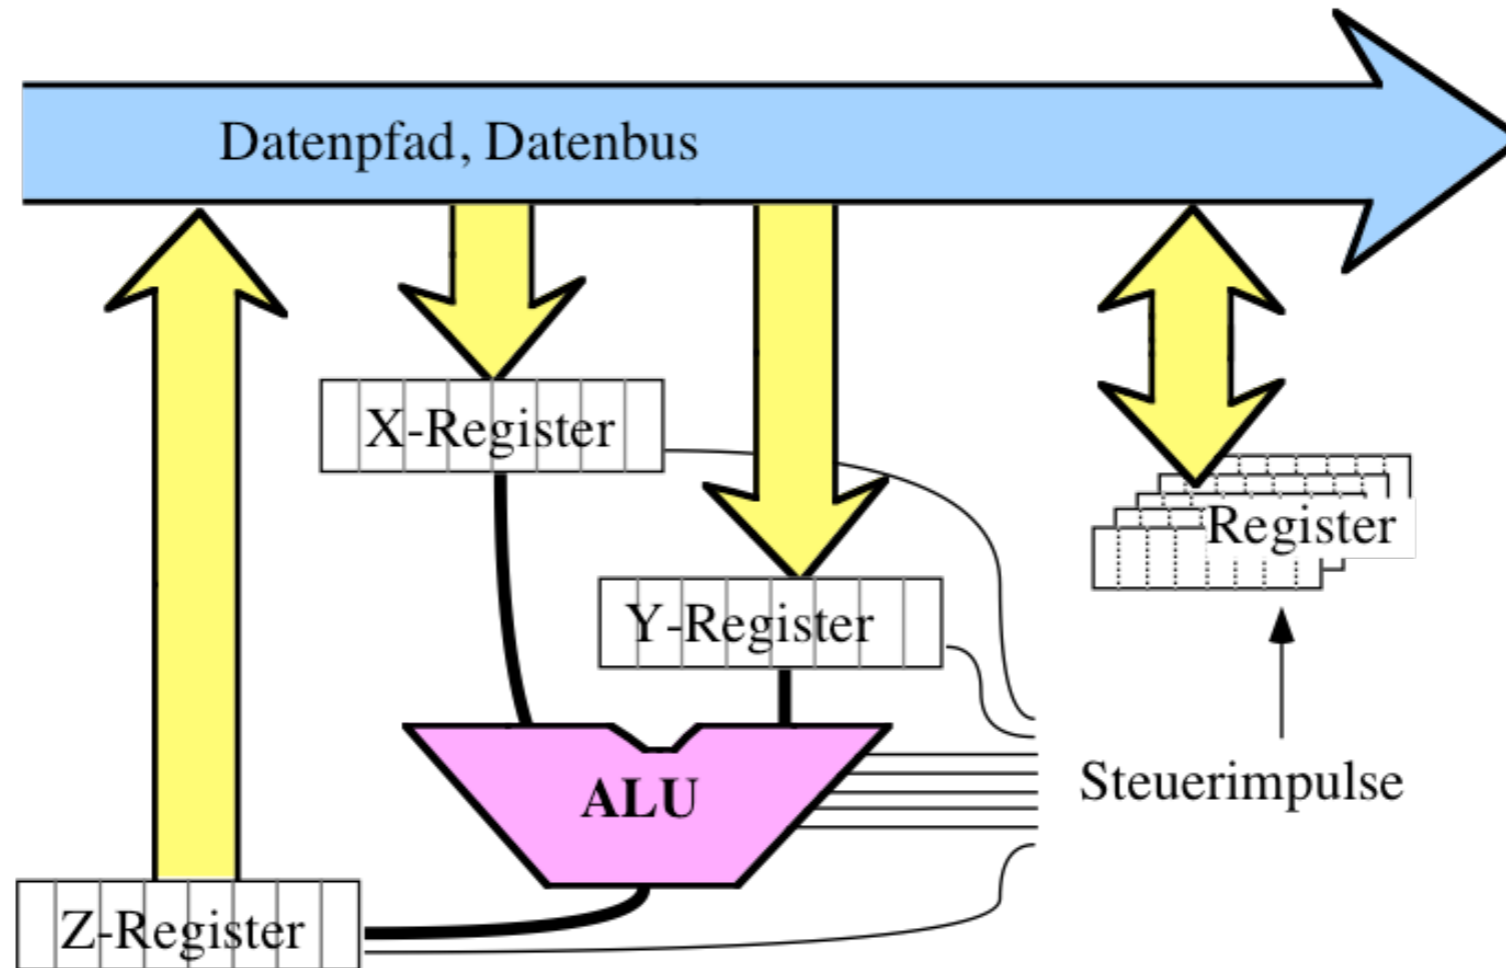 Datenpfad, Datenbus
X-Register
Register
Y-Register
Steuerimpulse
ALU
Z-Register